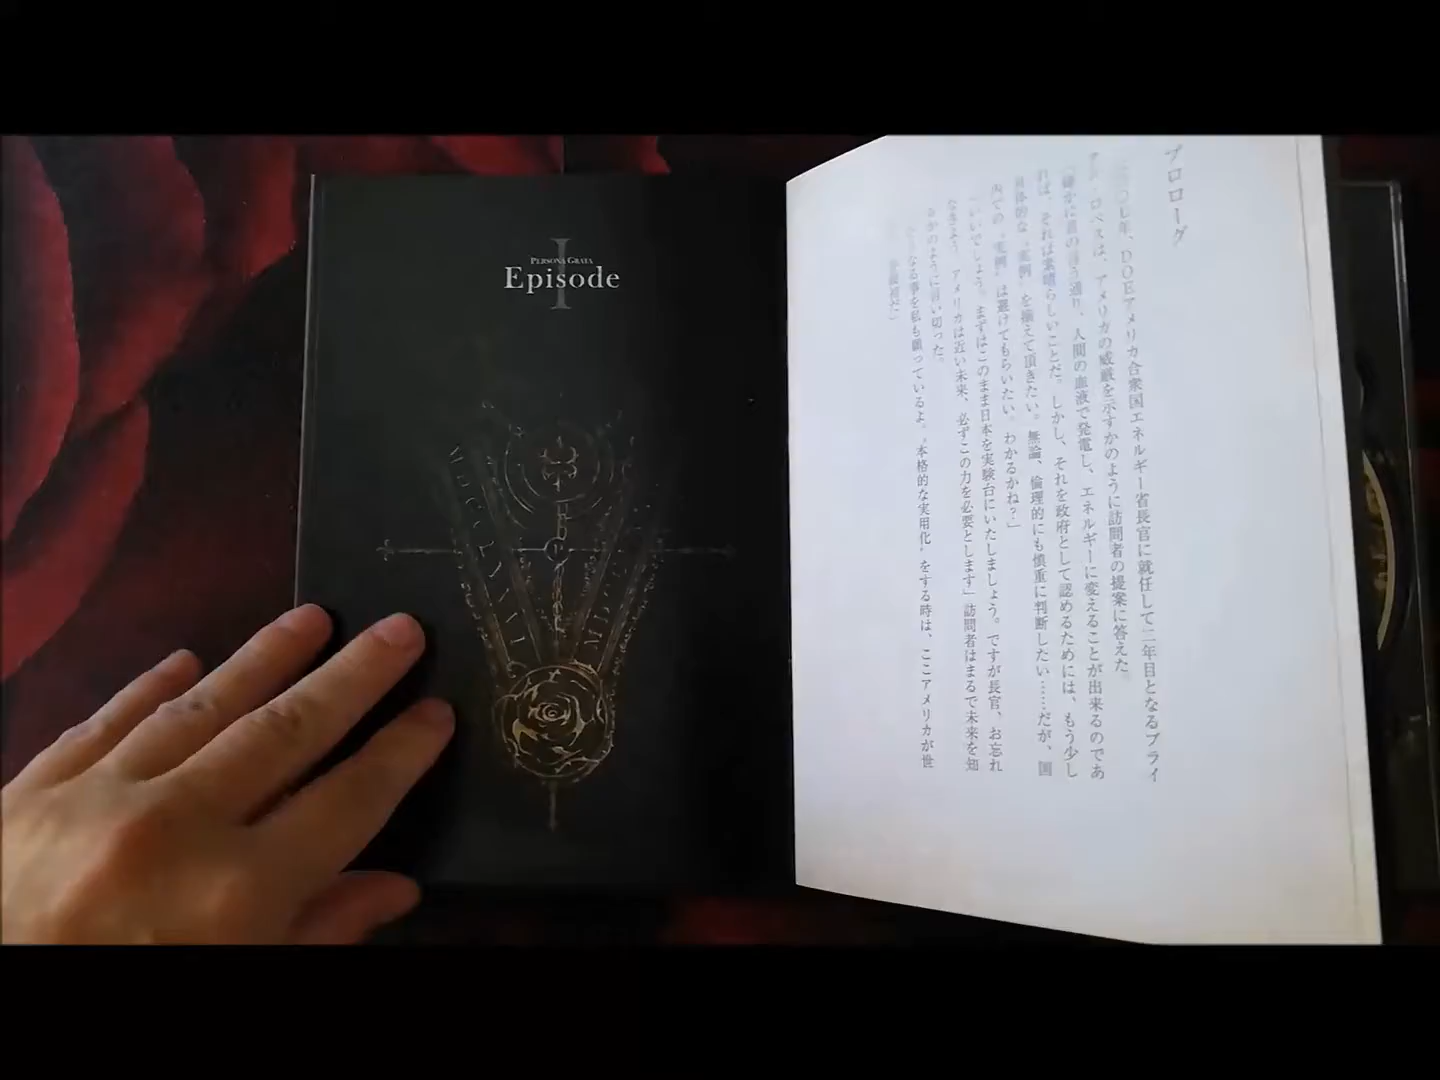 PERSONA GRATA
Episode
I
プロローグ
〇〇七年、DOEアメリカ合衆国エネルギー省長官に就任して二年目となるブライ
ロペスは、アメリカの威厳を示すかのように訪問者の提案に答えた。
「確かに君の言う通り、人間の血液で発電し、エネルギーに変えることが出来るのであ
れば、それは素晴らしいことだ。しかし、それを政府として認めるためには、もう少し
具体的な〝実例〟を揃えて頂きたい。無論、倫理的にも慎重に判断したい……だが、国
内での〝実例〟は避けてもらいたい。わかるかね？」
「いいでしょう。まずはこのまま日本を実験台にいたしましょう。ですが長官、お忘れ
なきよう。アメリカは近い未来、必ずこの力を必要とします」訪問者はまるで未来を知
るかのように言い切った。
なる事を私も願っているよ。〝本格的な実用化〟をする時は、ここアメリカが世